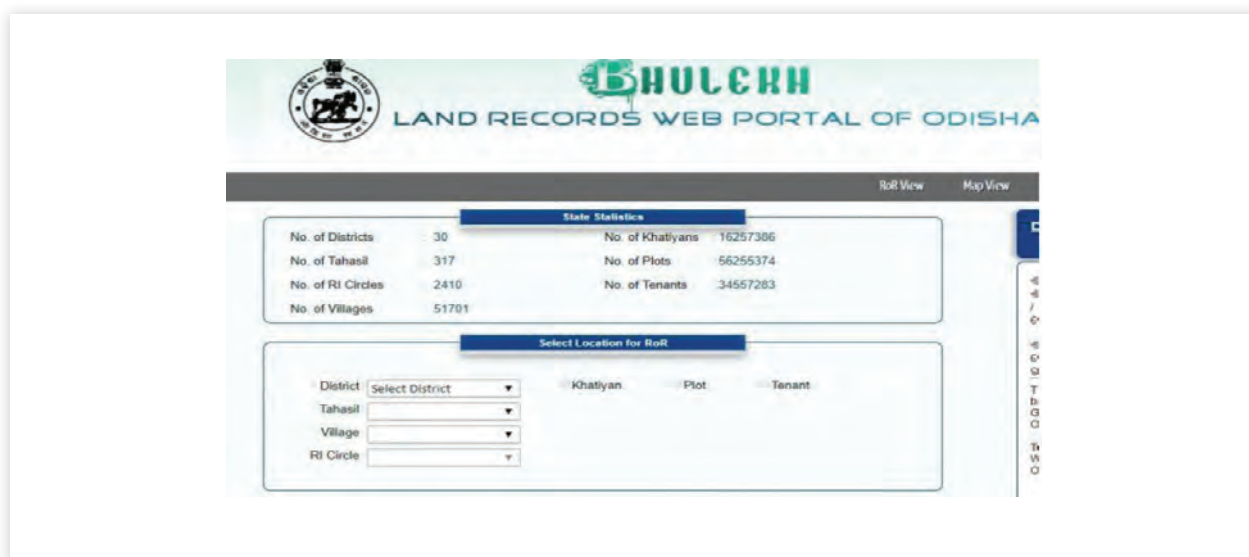 BHULEKH
LAND RECORDS WEB PORTAL OF ODISHA
RoR View Map View
State Statistics
No. of Districts : 30 No. of Khatiyans : 16257386
No. of Tahasil : 317 No. of Plots : 56255374
No. of RI Circles : 2410 No. of Tenants : 34557283
No. of Villages : 51701
Select Location for RoR
District Select District Khatiyan Plot Tenant
Tahasil
Village
RI Circle